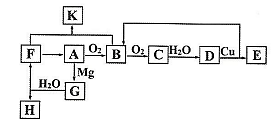 K
F A O₂ B O₂ C H₂O D Cu E
Mg
H₂O G
H